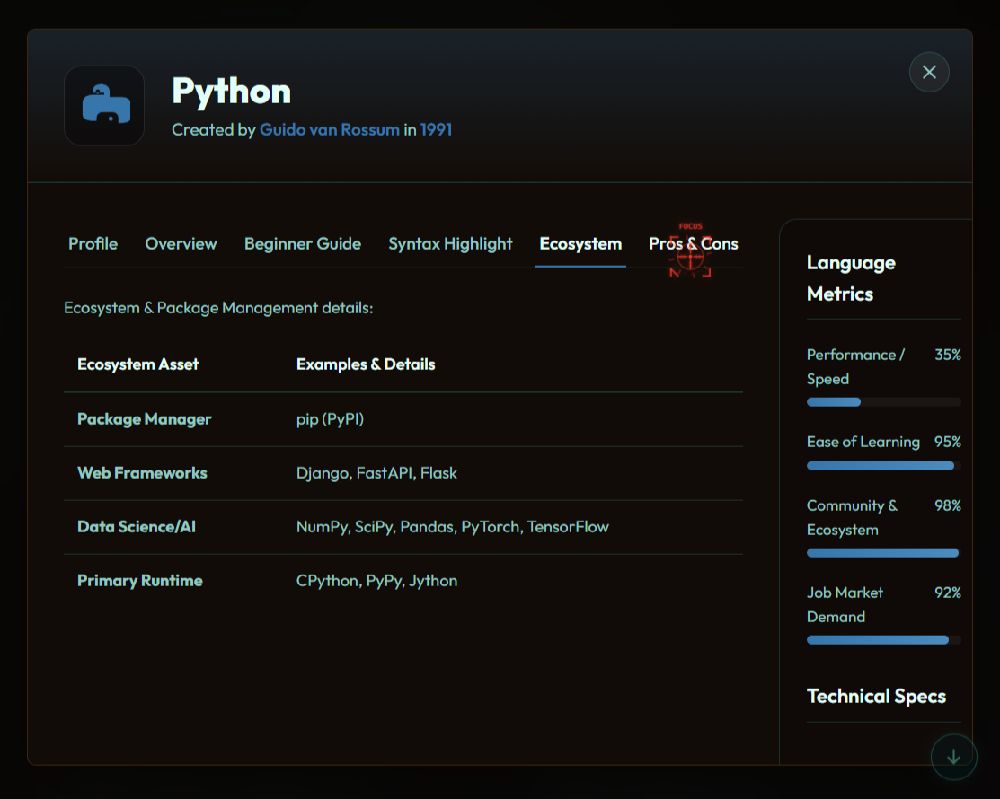 Python
Created by Guido van Rossum in 1991
Profile Overview Beginner Guide Syntax Highlight Ecosystem Pros & Cons
FOCUS
Ecosystem & Package Management details:
Ecosystem Asset Examples & Details
Package Manager pip (PyPI)
Web Frameworks Django, FastAPI, Flask
Data Science/AI NumPy, SciPy, Pandas, PyTorch, TensorFlow
Primary Runtime CPython, PyPy, Jython
Language
Metrics
Performance / 35%
Speed
Ease of Learning 95%
Community & 98%
Ecosystem
Job Market 92%
Demand
Technical Specs